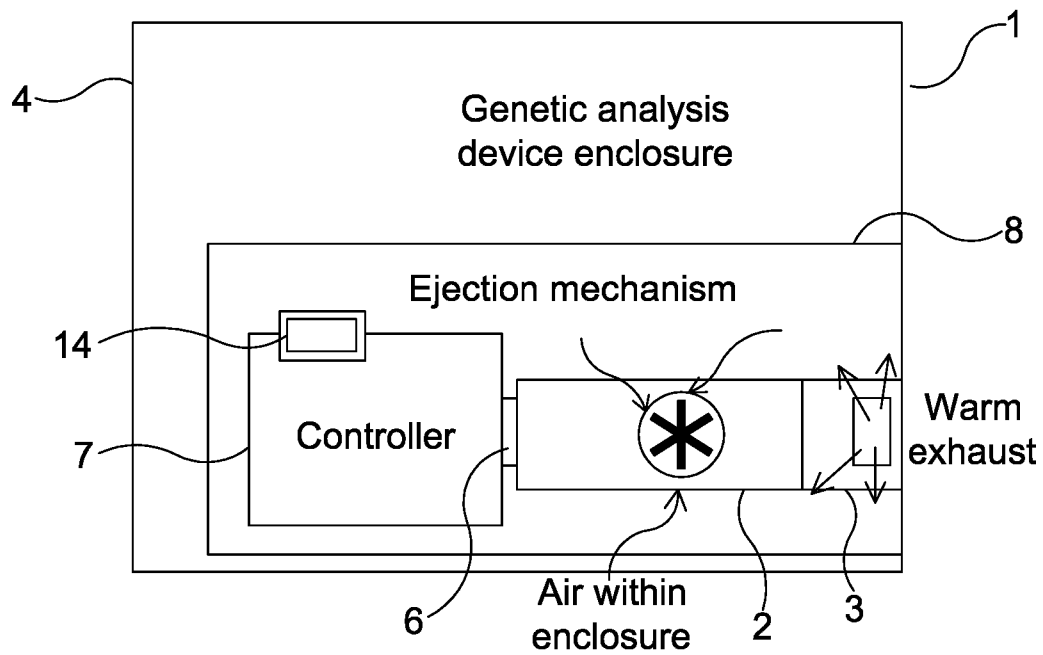 1
4
Genetic analysis
device enclosure
8
Ejection mechanism
14
Controller
Warm
exhaust
7
6
Air within
enclosure
2
3